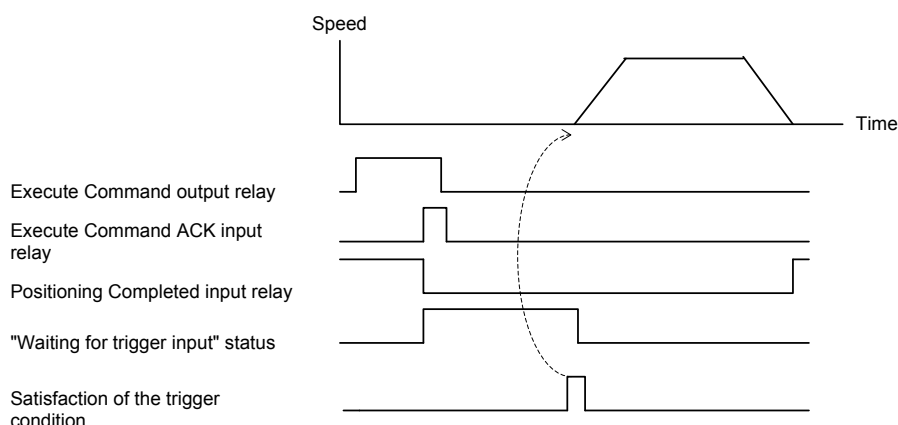 Speed
Time
Execute Command output relay
Execute Command ACK input
relay
Positioning Completed input relay
"Waiting for trigger input" status
Satisfaction of the trigger
condition